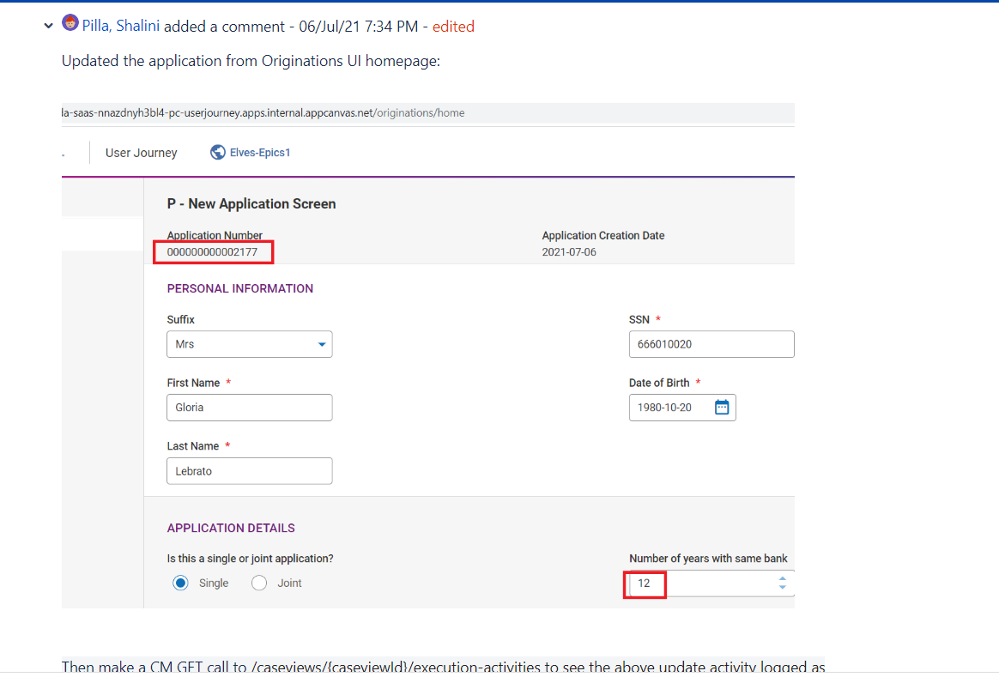 Pilla, Shalini added a comment - 06/Jul/21 7:34 PM - edited
Updated the application from Originations UI homepage:
la-saas-nnazdnyh3bl4-pc-userjourney.apps.internal.appcanvas.net/originations/home
User Journey Elves-Epics1
P - New Application Screen
Application Number Application Creation Date
000000000002177 2021-07-06
PERSONAL INFORMATION
Suffix SSN *
Mrs 666010020
First Name * Date of Birth *
Gloria 1980-10-20
Last Name *
Lebrato
APPLICATION DETAILS
Is this a single or joint application? Number of years with same bank
Single Joint 12
Then make a CM GET call to /caseviews/{caseviewId}/execution-activities to see the above update activity logged as